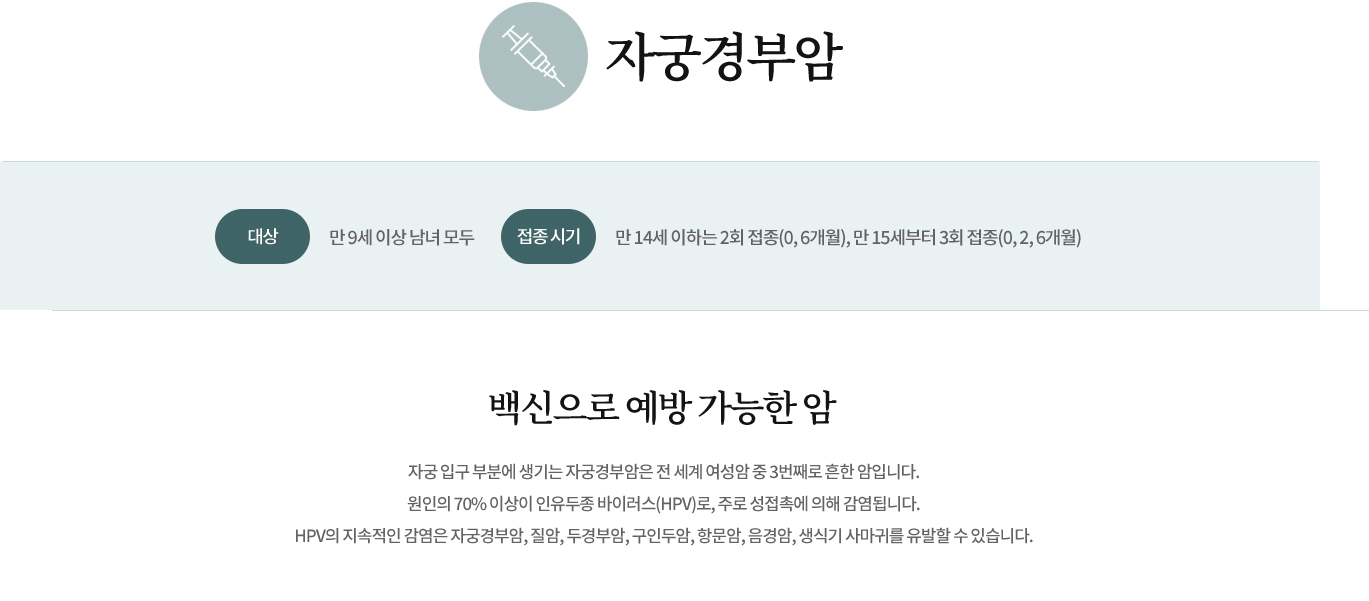 자궁경부암
대상 만 9세 이상 남녀 모두 접종 시기 만 14세 이하는 2회 접종(0, 6개월), 만 15세부터 3회 접종(0, 2, 6개월)
백신으로 예방 가능한 암
자궁 입구 부분에 생기는 자궁경부암은 전 세계 여성암 중 3번째로 흔한 암입니다.
원인의 70% 이상이 인유두종 바이러스(HPV)로, 주로 성접촉에 의해 감염됩니다.
HPV의 지속적인 감염은 자궁경부암, 질암, 두경부암, 구인두암, 항문암, 음경암, 생식기 사마귀를 유발할 수 있습니다.